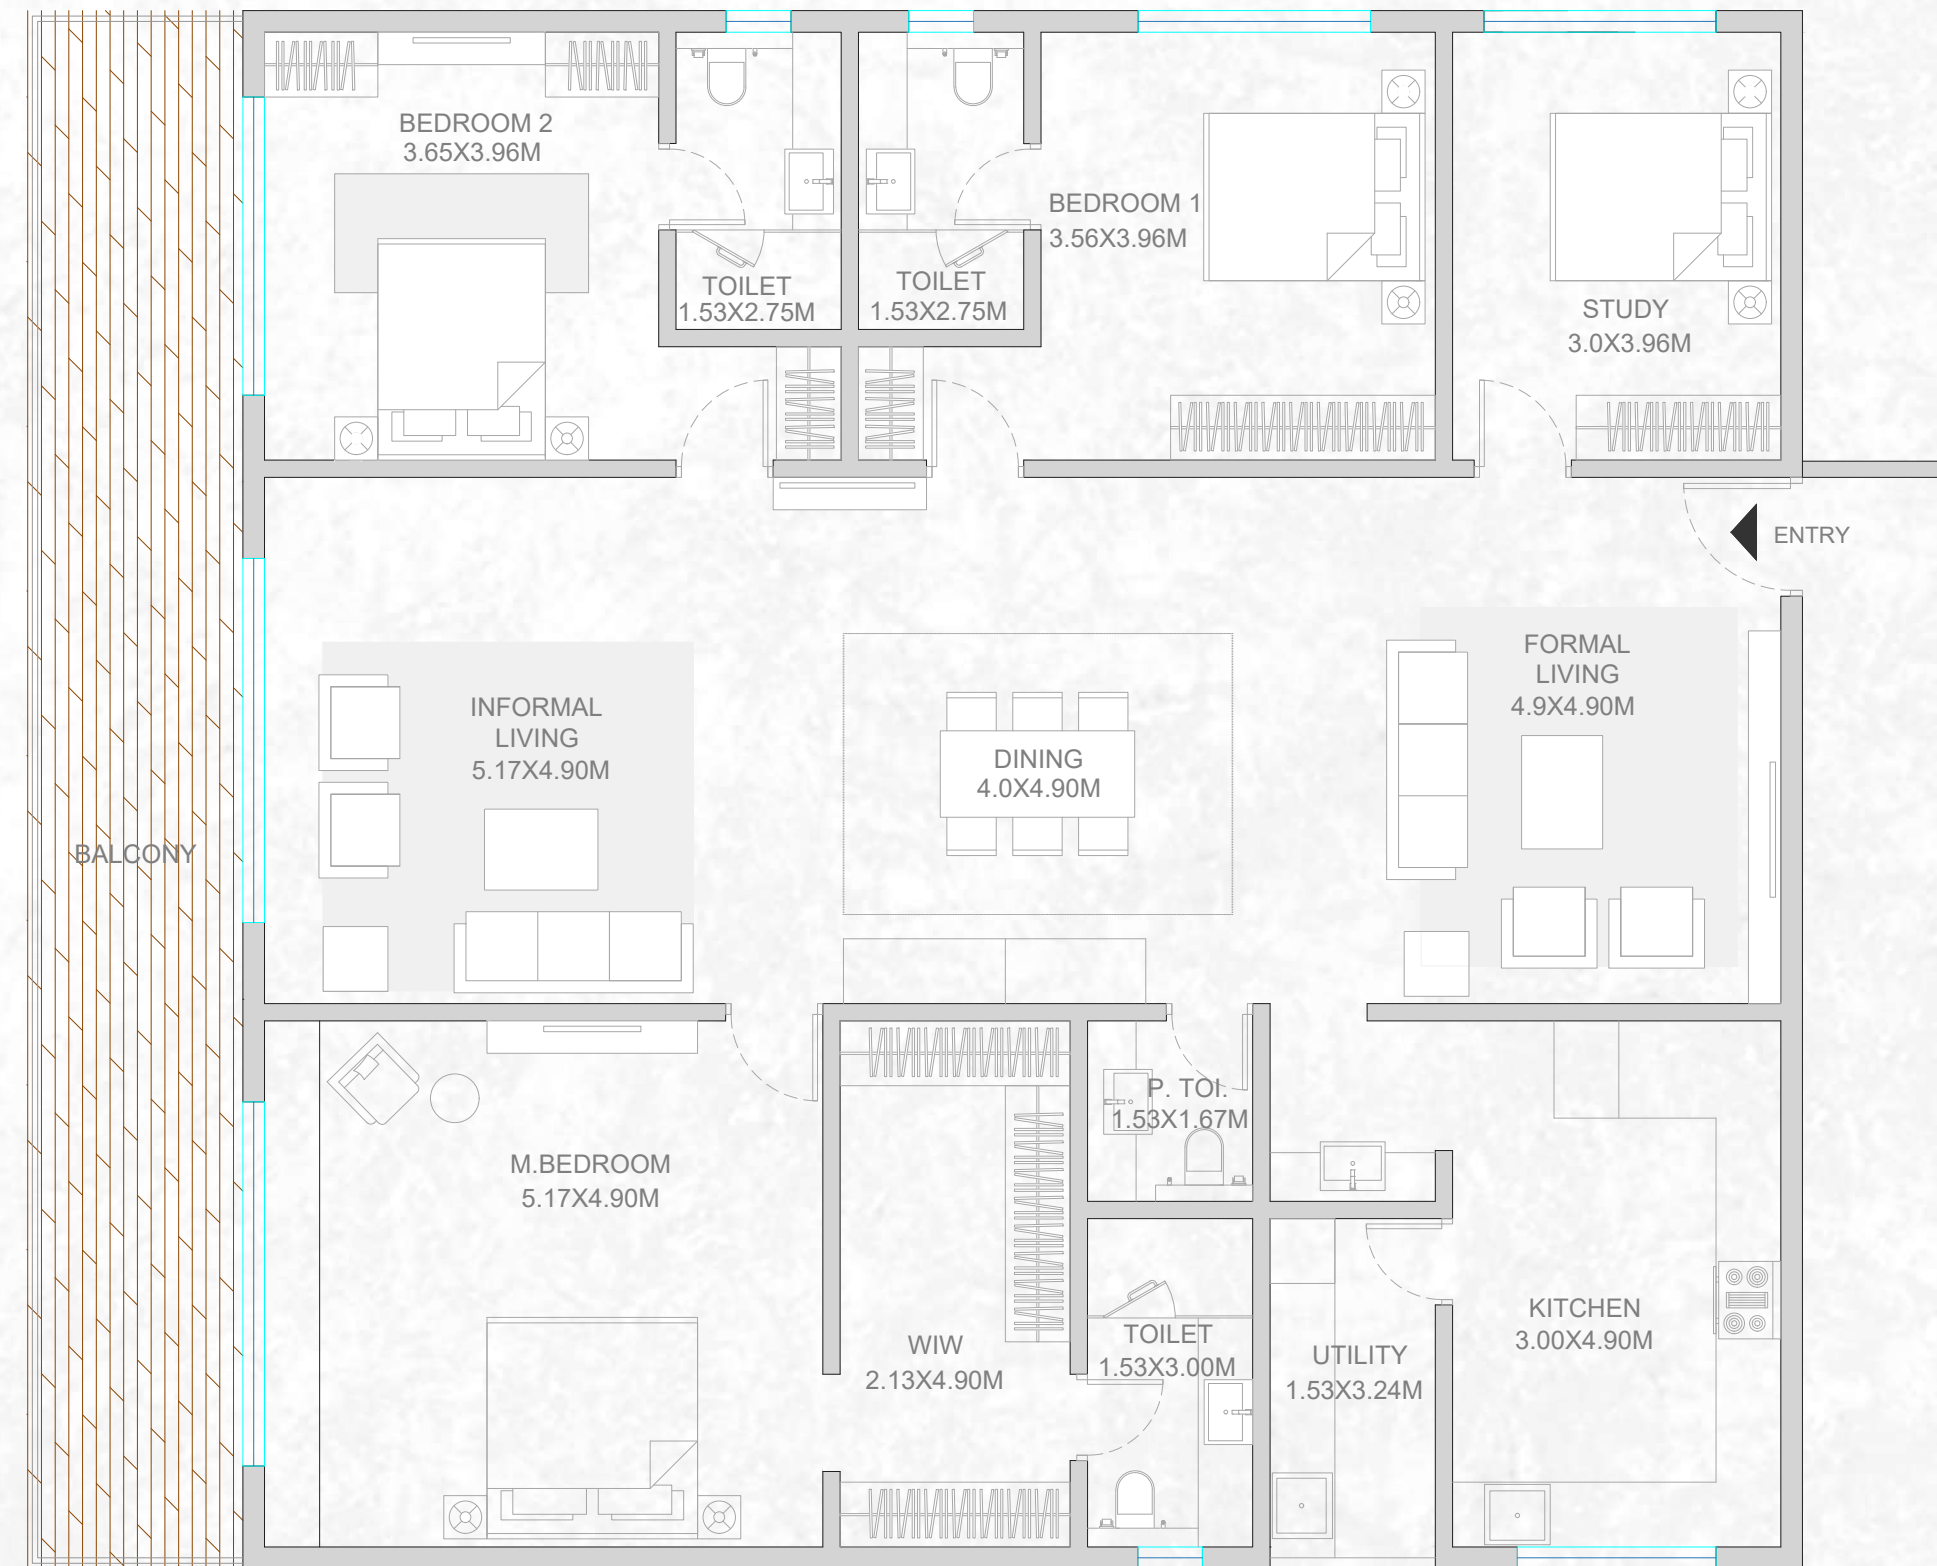 BEDROOM 2
3.65X3.96M
TOILET
1.53X2.75M
TOILET
1.53X2.75M
BEDROOM 1
3.56X3.96M
STUDY
3.0X3.96M
ENTRY
INFORMAL
LIVING
5.17X4.90M
DINING
4.0X4.90M
FORMAL
LIVING
4.9X4.90M
BALCONY
M.BEDROOM
5.17X4.90M
WIW
2.13X4.90M
P. TOI.
1.53X1.67M
TOILET
1.53X3.00M
UTILITY
1.53X3.24M
KITCHEN
3.00X4.90M